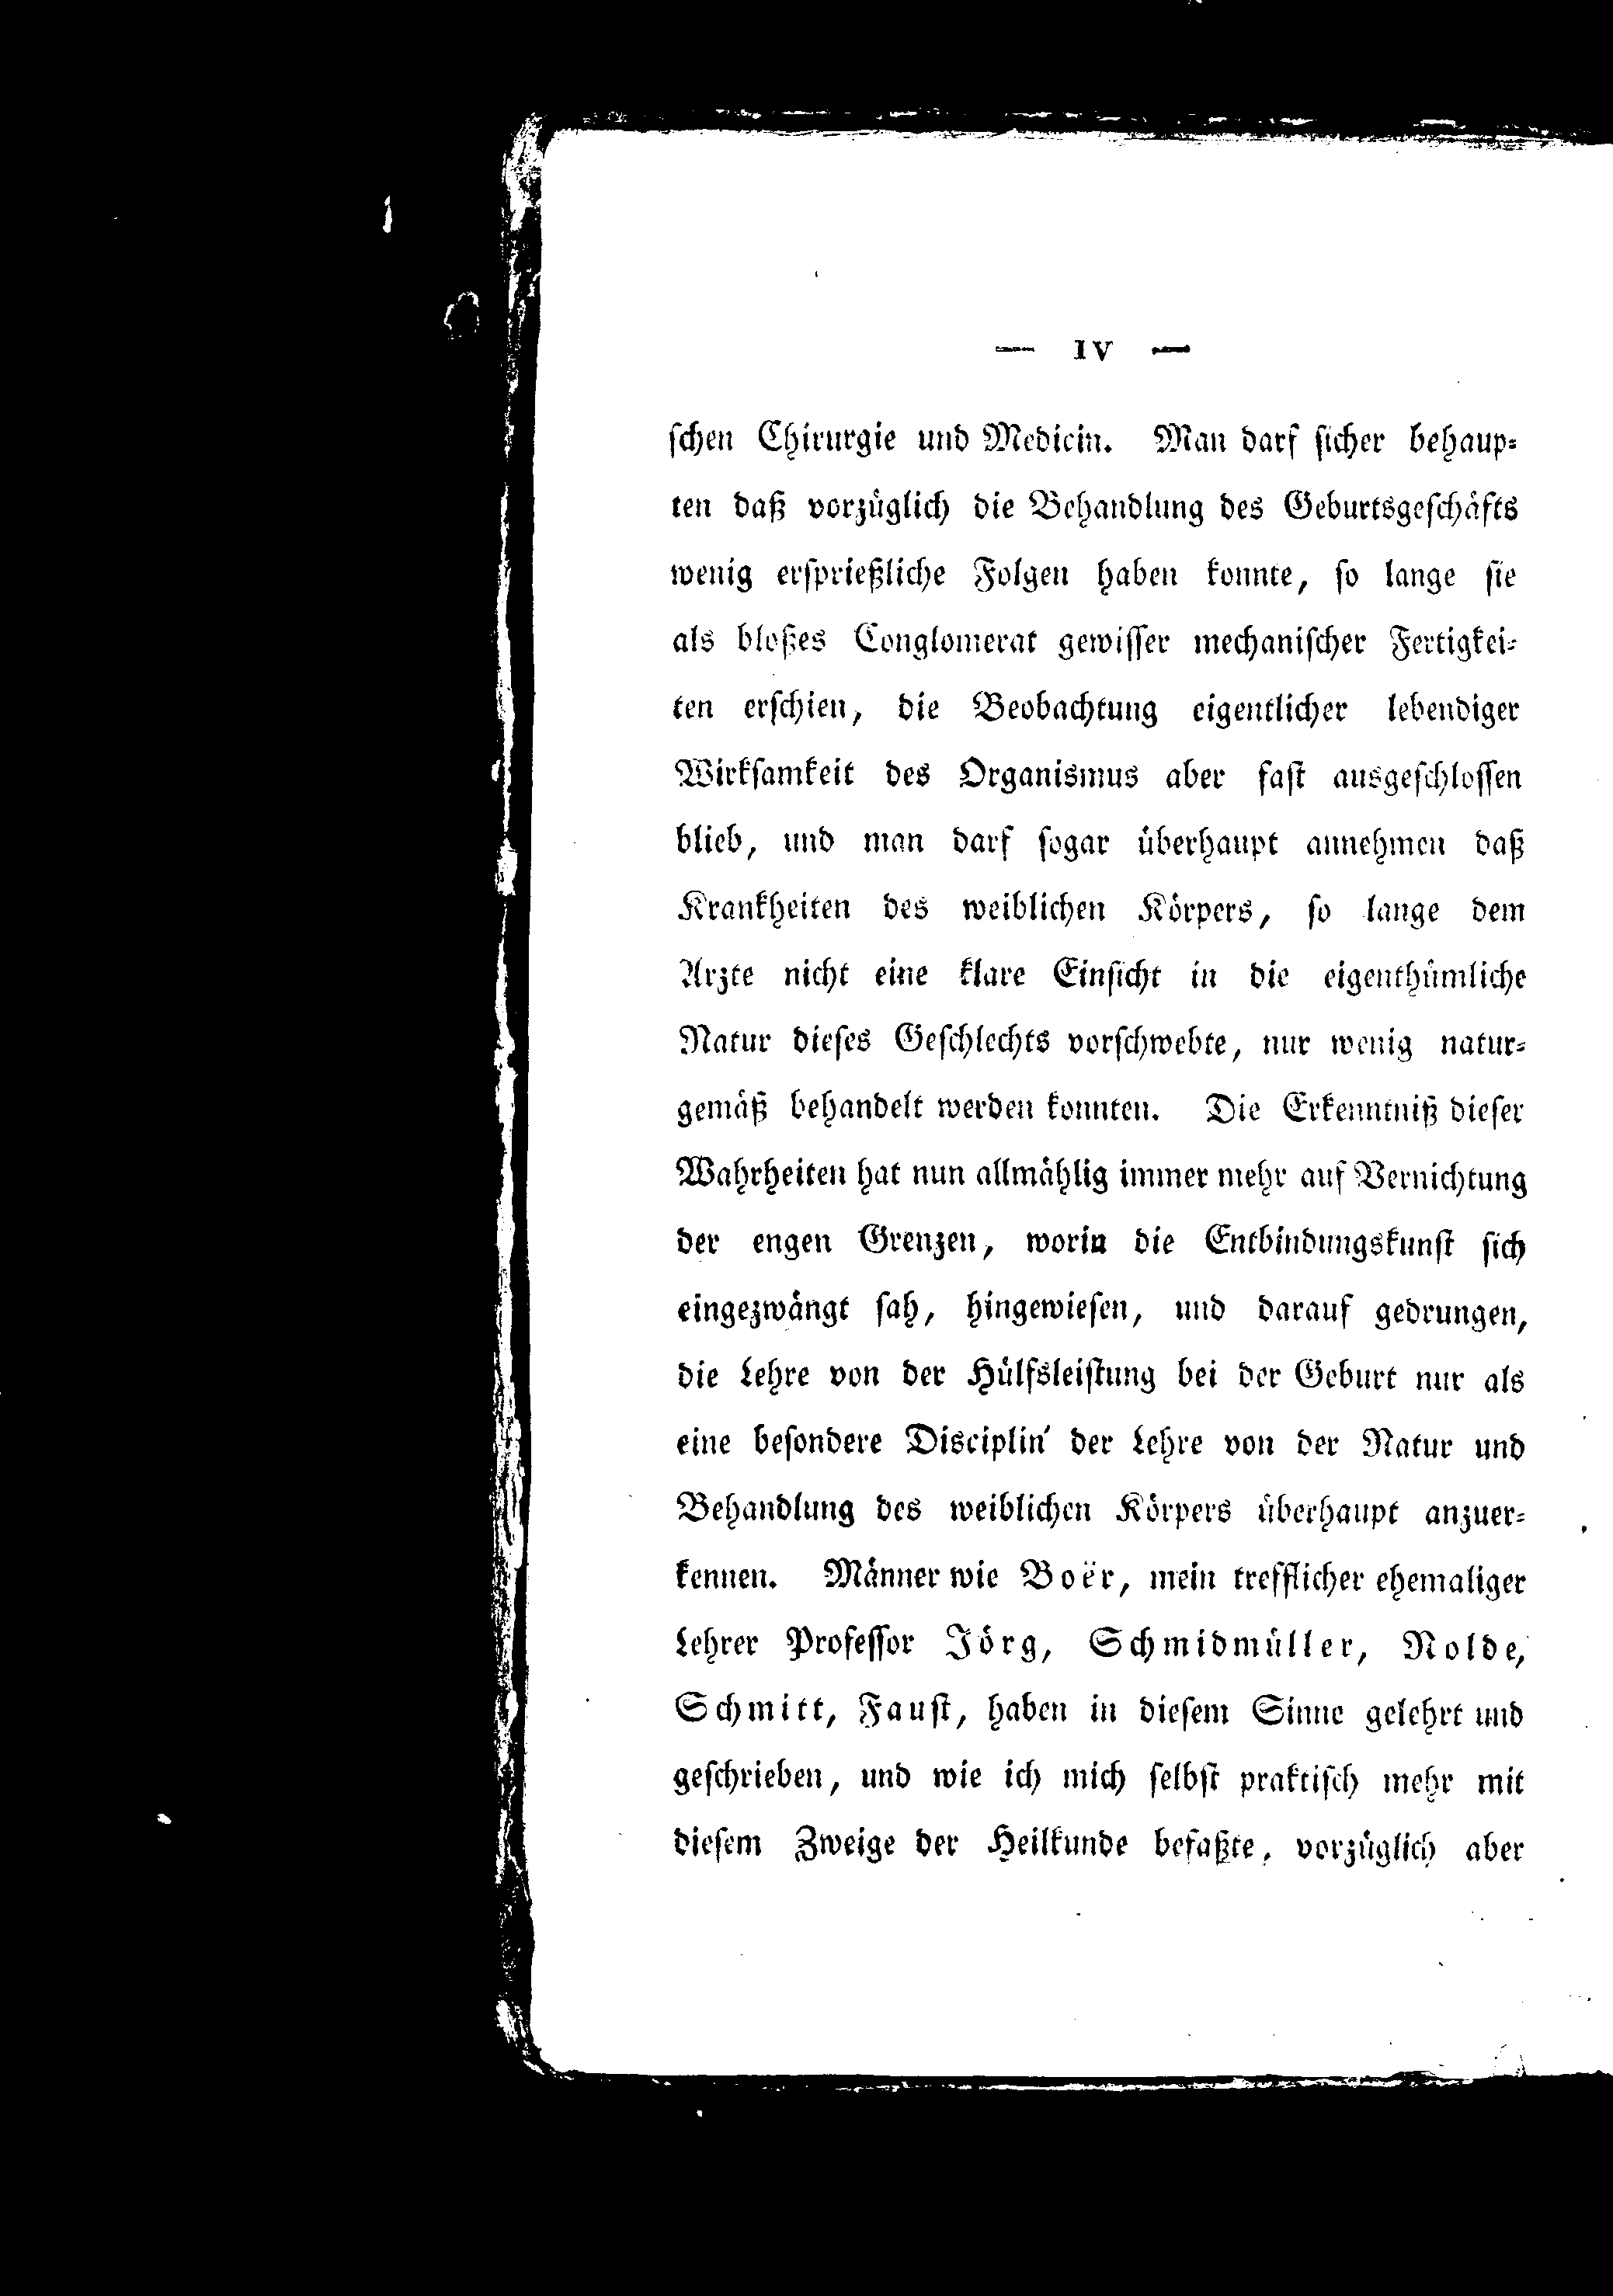 — IV —
schen Chirurgie und Medicin. Man darf sicher behaup-
ten daß vorzüglich die Behandlung des Geburtsgeschäfts
wenig ersprießliche Folgen haben konnte, so lange sie
als bloßes Conglomerat gewisser mechanischer Fertigkei-
ten erschien, die Beobachtung eigentlicher lebendiger
Wirksamkeit des Organismus aber fast ausgeschlossen
blieb, und man darf sogar überhaupt annehmen daß
Krankheiten des weiblichen Körpers, so lange dem
Arzte nicht eine klare Einsicht in die eigenthümliche
Natur dieses Geschlechts vorschwebte, nur wenig natur-
gemäß behandelt werden konnten. Die Erkenntniß dieser
Wahrheiten hat nun allmählig immer mehr auf Vernichtung
der engen Grenzen, worin die Entbindungskunst sich
eingezwängt sah, hingewiesen, und darauf gedrungen,
die Lehre von der Hülfsleistung bei der Geburt nur als
eine besondere Disciplin der Lehre von der Natur und
Behandlung des weiblichen Körpers überhaupt anzuer-
kennen. Männer wie Boër, mein trefflicher ehemaliger
Lehrer Professor Jörg, Schmidmüller, Nolde,
Schmitt, Faust, haben in diesem Sinne gelehrt und
geschrieben, und wie ich mich selbst praktisch mehr mit
diesem Zweige der Heilkunde befaßte, vorzüglich aber